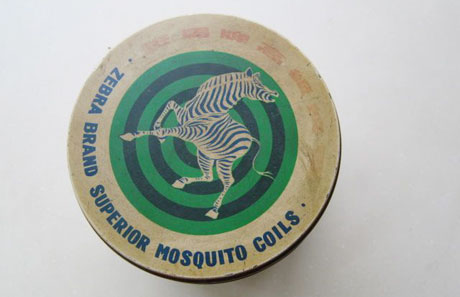 · ZEBRA BRAND SUPERIOR MOSQUITO COILS ·